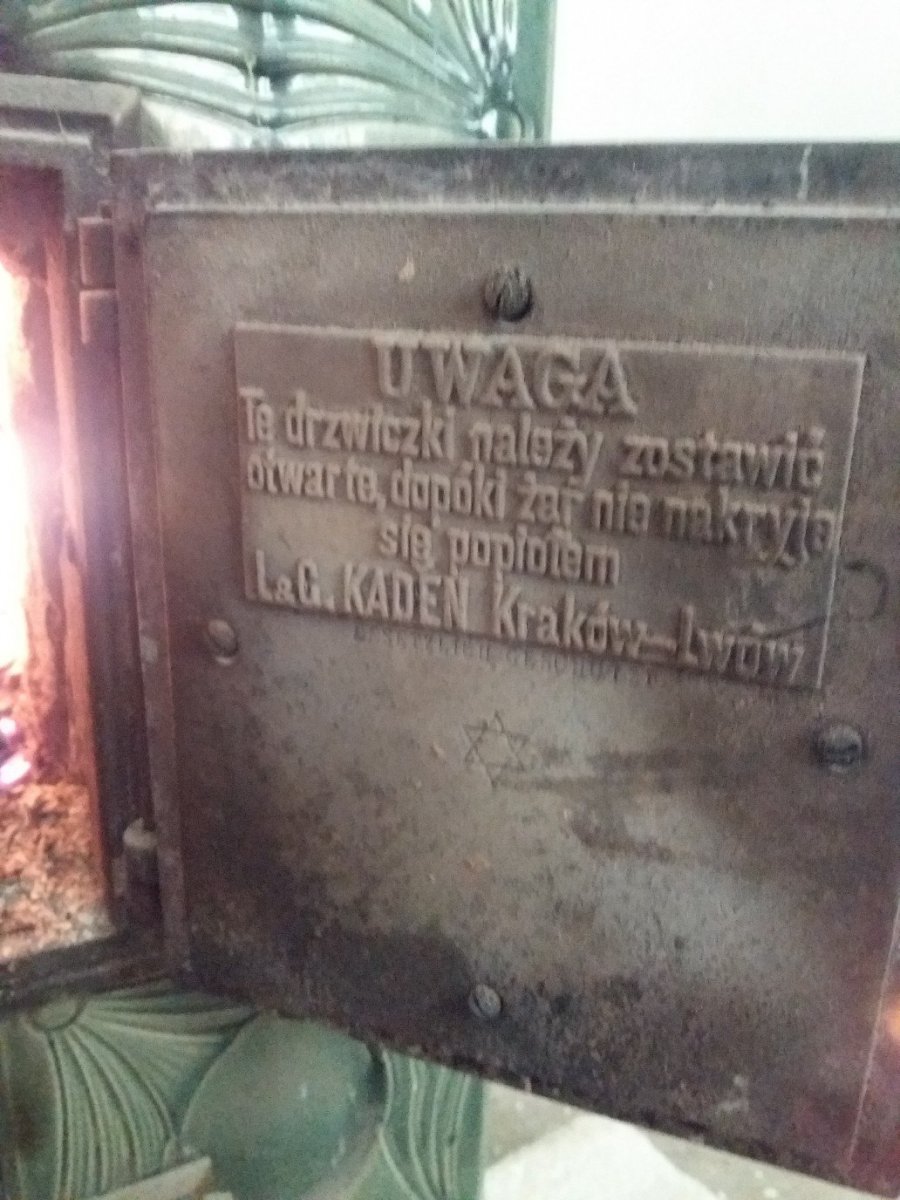 UWAGA
Te drzwiczki należy zostawić
otwarte, dopóki żar nie nakryje
się popiołem
L&G. KADEN Kraków—Lwów